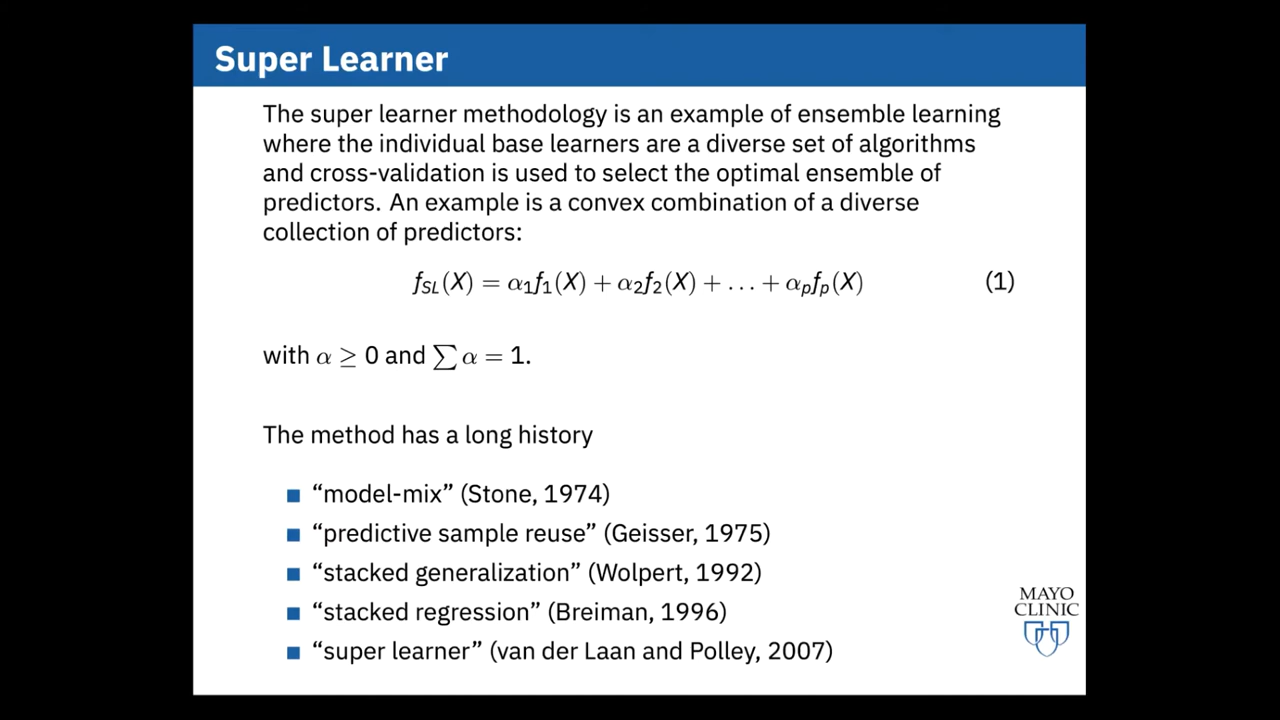 Super Learner
The super learner methodology is an example of ensemble learning
where the individual base learners are a diverse set of algorithms
and cross-validation is used to select the optimal ensemble of
predictors. An example is a convex combination of a diverse
collection of predictors:
f_SL(X) = α₁f₁(X) + α₂f₂(X) + … + αₚfₚ(X) (1)
with α ≥ 0 and ∑ α = 1.
The method has a long history
■ “model-mix” (Stone, 1974)
■ “predictive sample reuse” (Geisser, 1975)
■ “stacked generalization” (Wolpert, 1992)
■ “stacked regression” (Breiman, 1996)
■ “super learner” (van der Laan and Polley, 2007)
MAYO
CLINIC